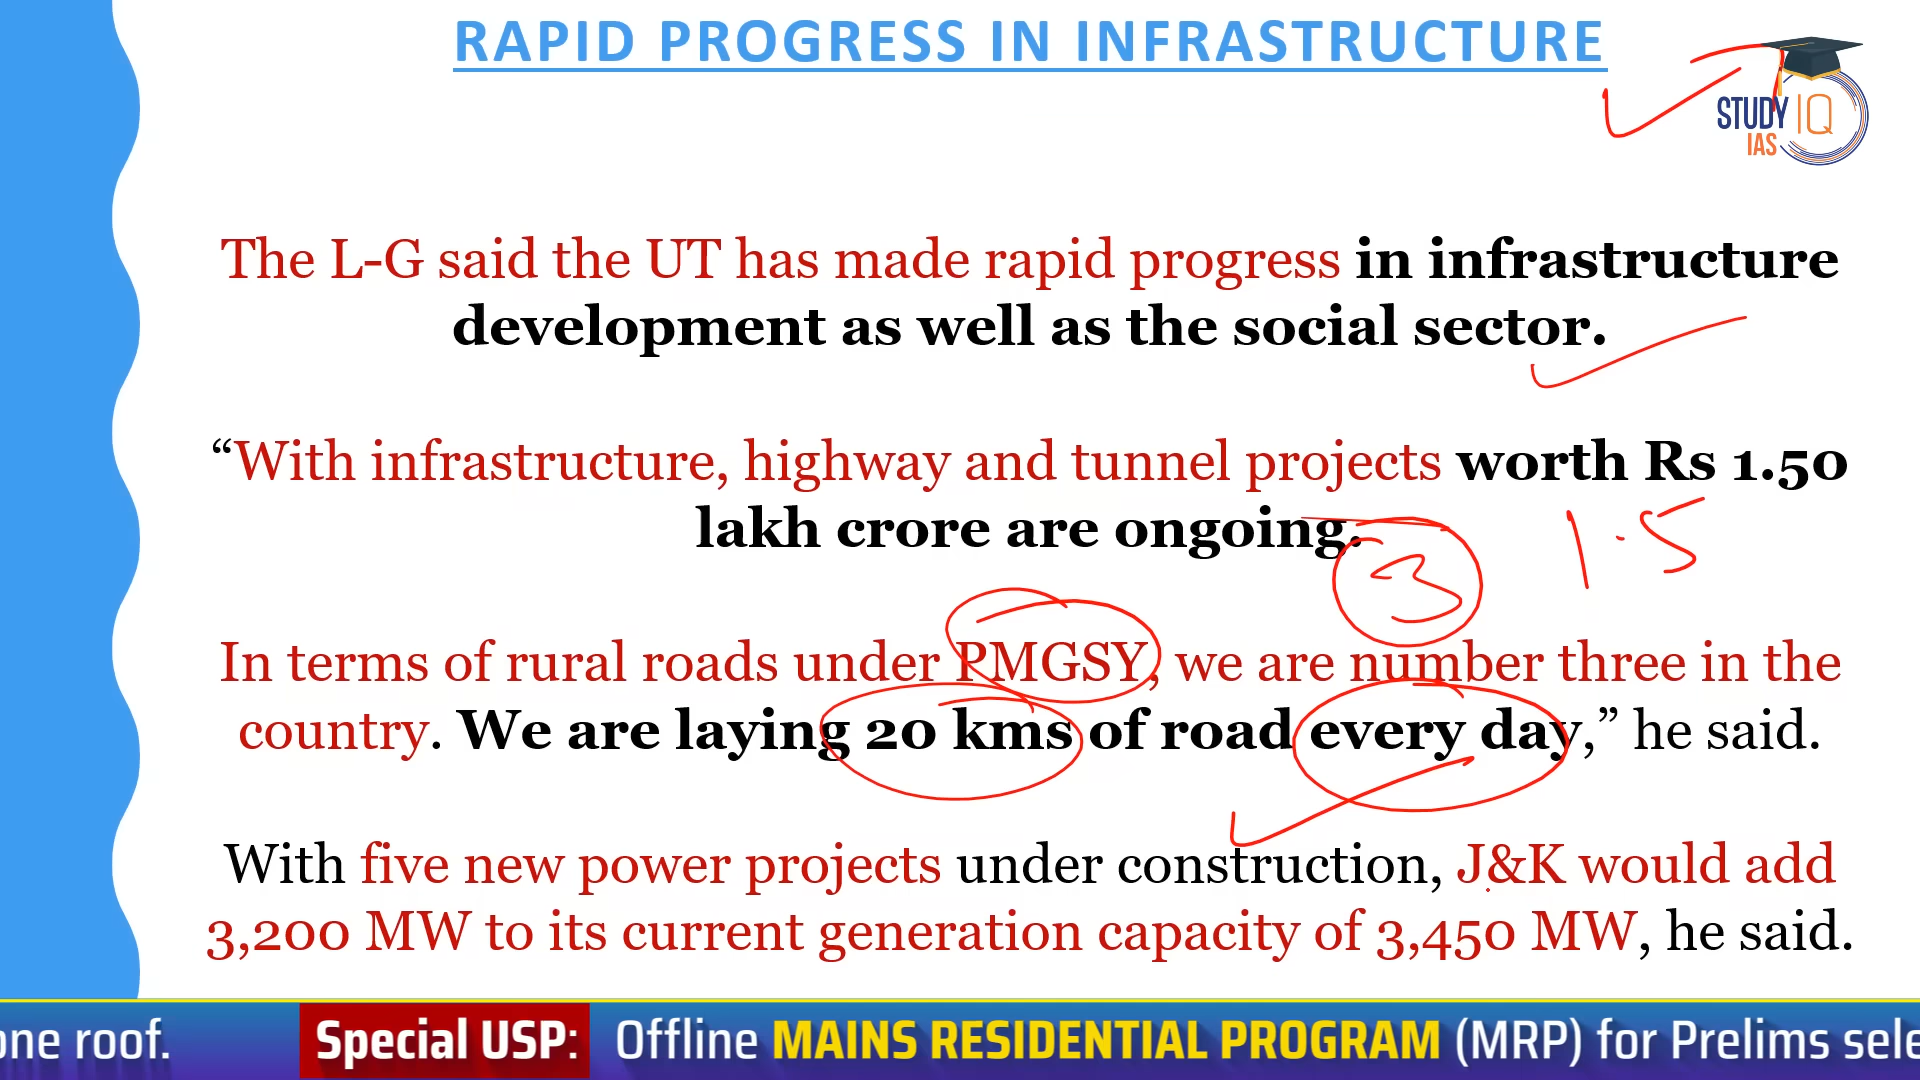 RAPID PROGRESS IN INFRASTRUCTURE
STUDY IQ
IAS
The L-G said the UT has made rapid progress in infrastructure
development as well as the social sector.
“With infrastructure, highway and tunnel projects worth Rs 1.50
lakh crore are ongoing.
1.5
3
In terms of rural roads under PMGSY, we are number three in the
country. We are laying 20 kms of road every day,” he said.
With five new power projects under construction, J&K would add
3,200 MW to its current generation capacity of 3,450 MW, he said.
one roof. Special USP: Offline MAINS RESIDENTIAL PROGRAM (MRP) for Prelims sele